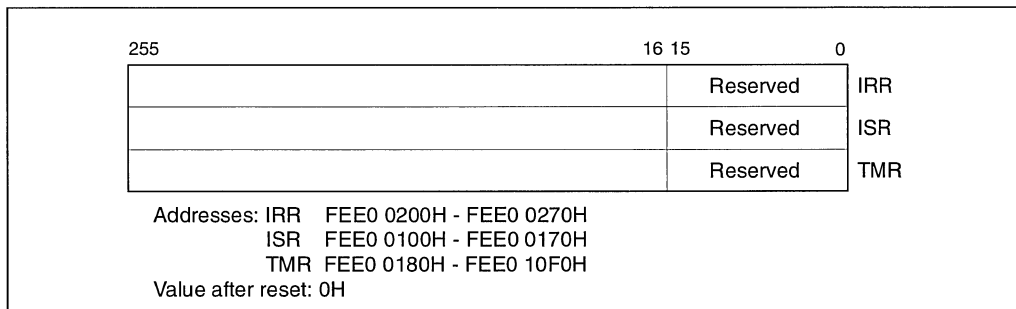 255 16 15 0
Reserved IRR
Reserved ISR
Reserved TMR
Addresses: IRR FEE0 0200H - FEE0 0270H
ISR FEE0 0100H - FEE0 0170H
TMR FEE0 0180H - FEE0 10F0H
Value after reset: 0H